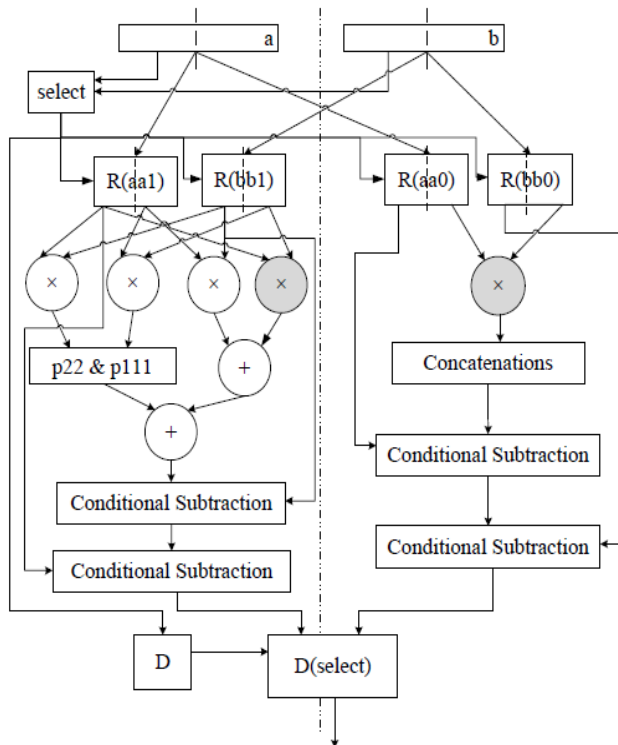 a
b
select
R(aa1)
R(bb1)
R(aa0)
R(bb0)
×
×
×
×
×
p22 & p111
+
Concatenations
+
Conditional Subtraction
Conditional Subtraction
Conditional Subtraction
Conditional Subtraction
D
D(select)